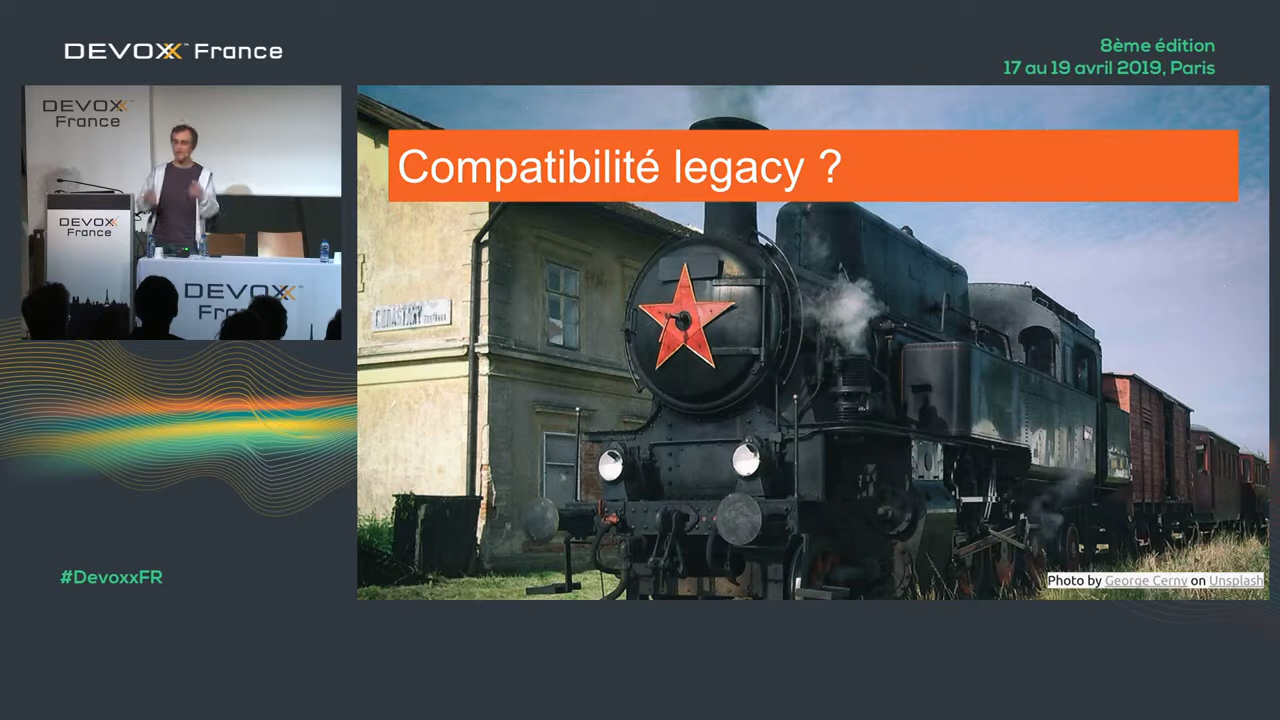 DEVOXX™ France
8ème édition
17 au 19 avril 2019, Paris
DEVOXX
France
DEVOXX
France
DEVOXX
Compatibilité legacy ?
#DevoxxFR
Photo by George Cerny on Unsplash